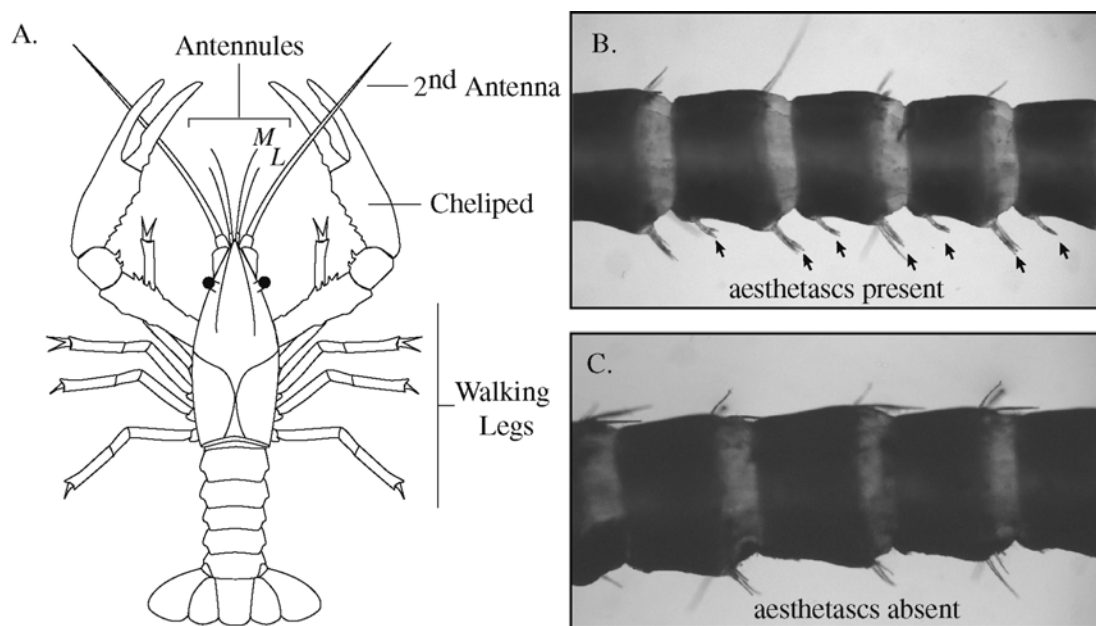 A.
Antennules
2nd Antenna
M
L
Cheliped
Walking
Legs
B.
aesthetascs present
C.
aesthetascs absent